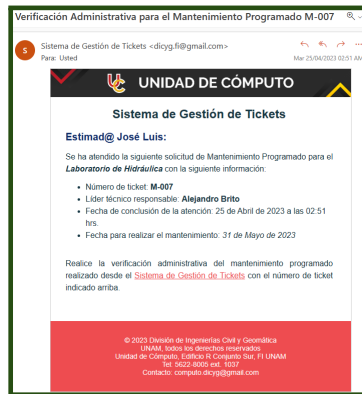 Verificación Administrativa para el Mantenimiento Programado M-007
S
Sistema de Gestión de Tickets <dicyg.fi@gmail.com>
Para: Usted
Mar 25/04/2023 02:51 AM
UNIDAD DE CÓMPUTO
Sistema de Gestión de Tickets
Estimad@ José Luis:
Se ha atendido la siguiente solicitud de Mantenimiento Programado para el
Laboratorio de Hidráulica con la siguiente información:
• Número de ticket: M-007
• Líder técnico responsable: Alejandro Brito
• Fecha de conclusión de la atención: 25 de Abril de 2023 a las 02:51
hrs.
• Fecha para realizar el mantenimiento: 31 de Mayo de 2023
Realice la verificación administrativa del mantenimiento programado
realizado desde el Sistema de Gestión de Tickets con el número de ticket
indicado arriba.
© 2023 División de Ingenierías Civil y Geomática
UNAM, todos los derechos reservados
Unidad de Cómputo, Edificio R Conjunto Sur, FI UNAM
Tel: 5622-8005 ext. 1037
Contacto: computo.dicyg@gmail.com